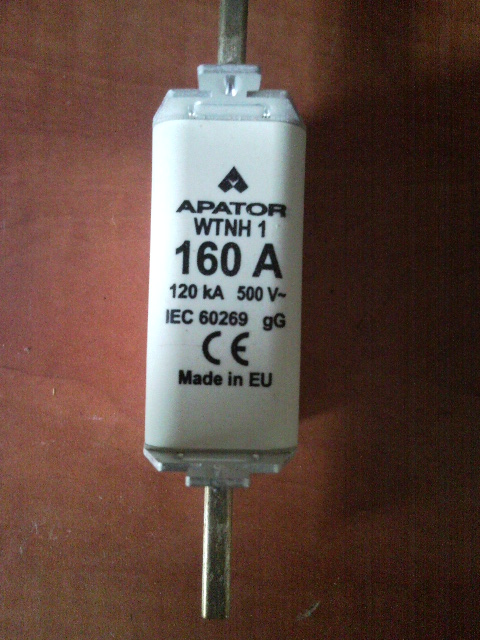 APATOR
WTNH 1
160 A
120 kA 500 V~
IEC 60269 gG
CE
Made in EU